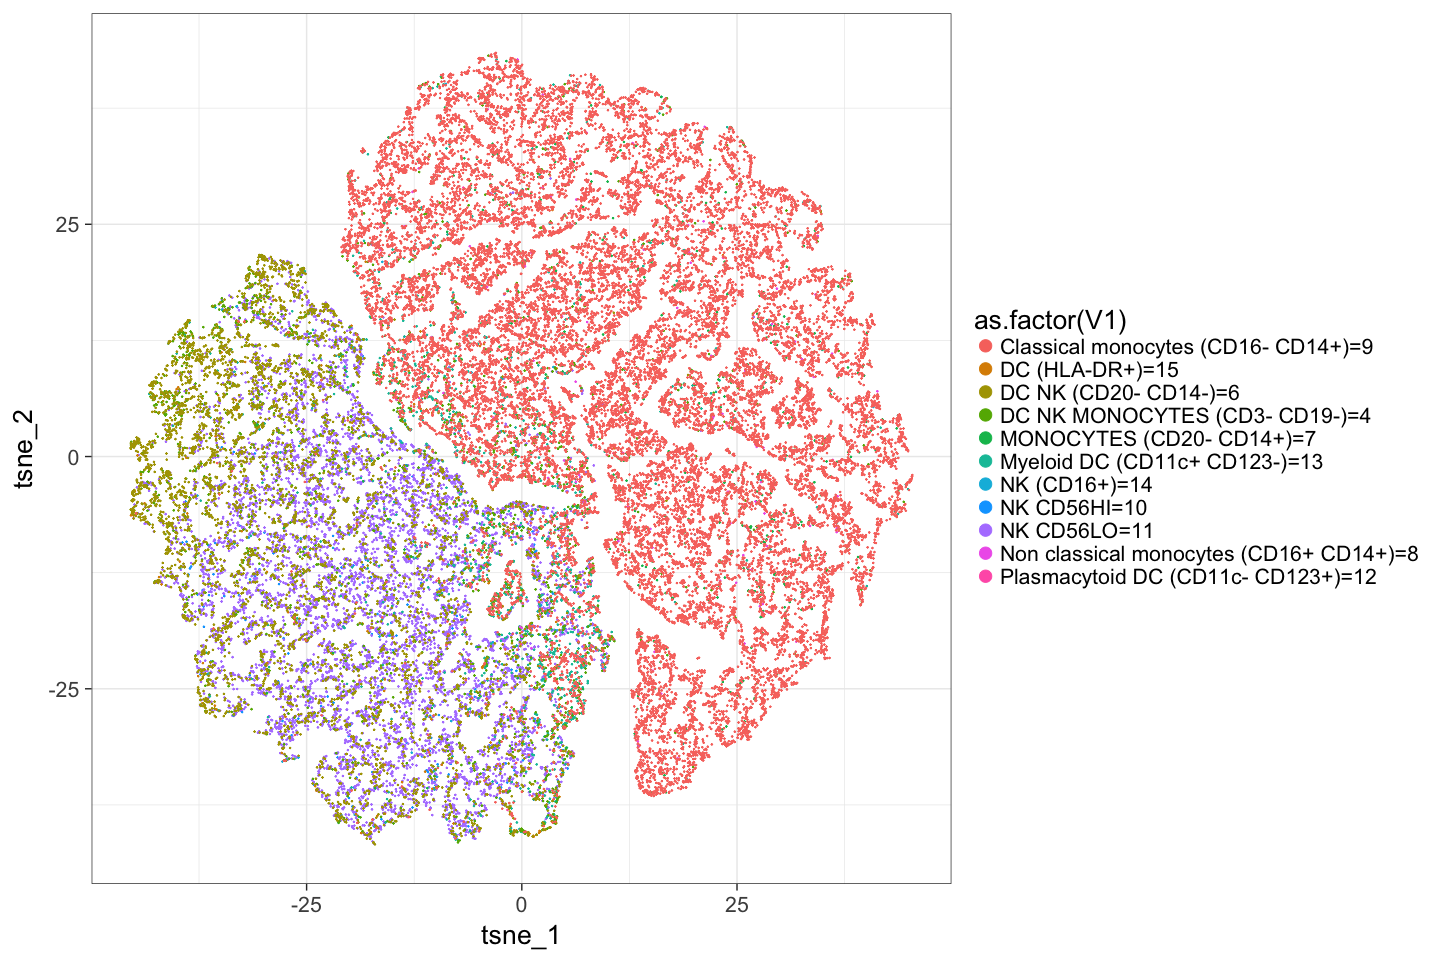 25
0
-25
tsne_2
-25
0
25
tsne_1
as.factor(V1)
Classical monocytes (CD16- CD14+)=9
DC (HLA-DR+)=15
DC NK (CD20- CD14-)=6
DC NK MONOCYTES (CD3- CD19-)=4
MONOCYTES (CD20- CD14+)=7
Myeloid DC (CD11c+ CD123-)=13
NK (CD16+)=14
NK CD56HI=10
NK CD56LO=11
Non classical monocytes (CD16+ CD14+)=8
Plasmacytoid DC (CD11c- CD123+)=12